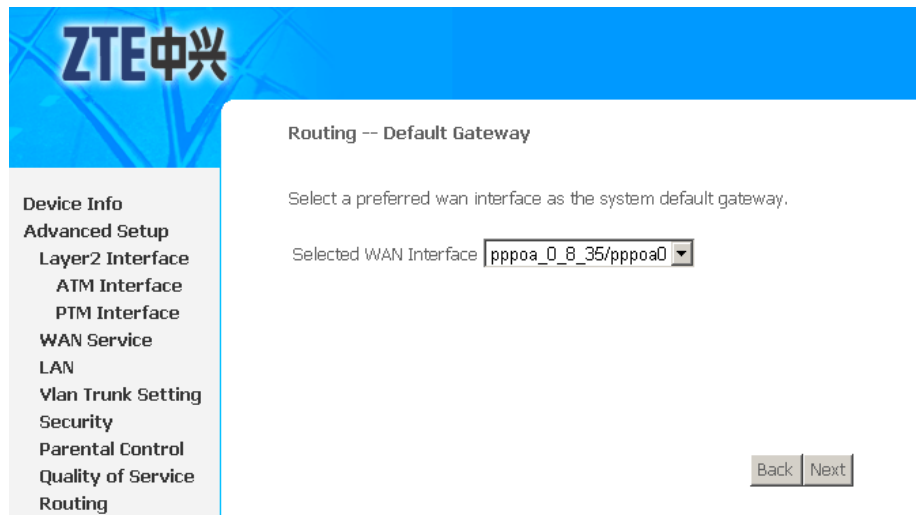 ZTE中兴
Routing -- Default Gateway
Select a preferred wan interface as the system default gateway.
Selected WAN Interface pppoa_0_8_35/pppoa0
Device Info
Advanced Setup
Layer2 Interface
ATM Interface
PTM Interface
WAN Service
LAN
Vlan Trunk Setting
Security
Parental Control
Quality of Service
Routing
Back Next